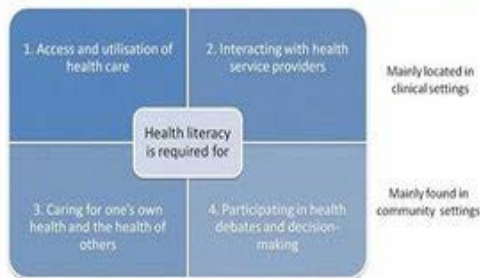 1. Access and utilisation of
health care
2. Interacting with health
service providers
Mainly located in
clinical settings
Health literacy
is required for
3. Caring for one's own
health and the health of
others
4. Participating in health
debates and decision-
making
Mainly found in
community settings